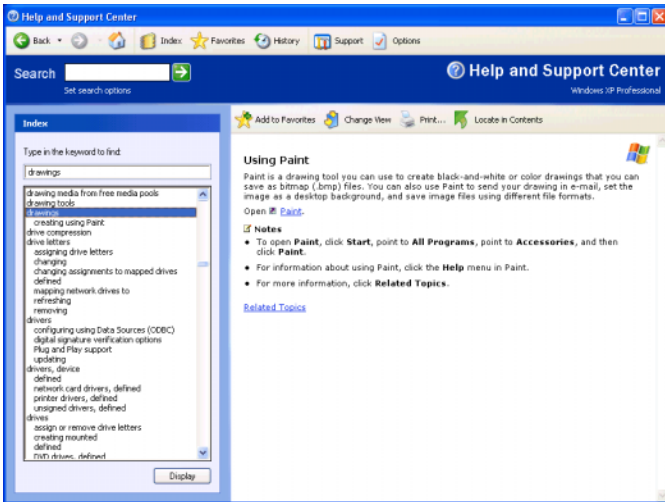 Help and Support Center
Back
Index
Favorites
History
Support
Options
Search
Set search options
Help and Support Center
Windows XP Professional
Index
Type in the keyword to find:
drawings
drawing media from free media pools
drawing tools
drawings
creating using Paint
drive compression
drive letters
assigning drive letters
changing
changing assignments to mapped drives
defined
mapping network drives to
refreshing
removing
drivers
configuring using Data Sources (ODBC)
digital signature verification options
Plug and Play support
updating
drivers, device
defined
network card drivers, defined
printer drivers, defined
unsigned drivers, defined
drives
assign or remove drive letters
creating mounted
defined
DVD drives, defined
Display
Add to Favorites
Change View
Print...
Locate in Contents
Using Paint
Paint is a drawing tool you can use to create black-and-white or color drawings that you can
save as bitmap (.bmp) files. You can also use Paint to send your drawing in e-mail, set the
image as a desktop background, and save image files using different file formats.
Open Paint.
Notes
• To open Paint, click Start, point to All Programs, point to Accessories, and then
click Paint.
• For information about using Paint, click the Help menu in Paint.
• For more information, click Related Topics.
Related Topics